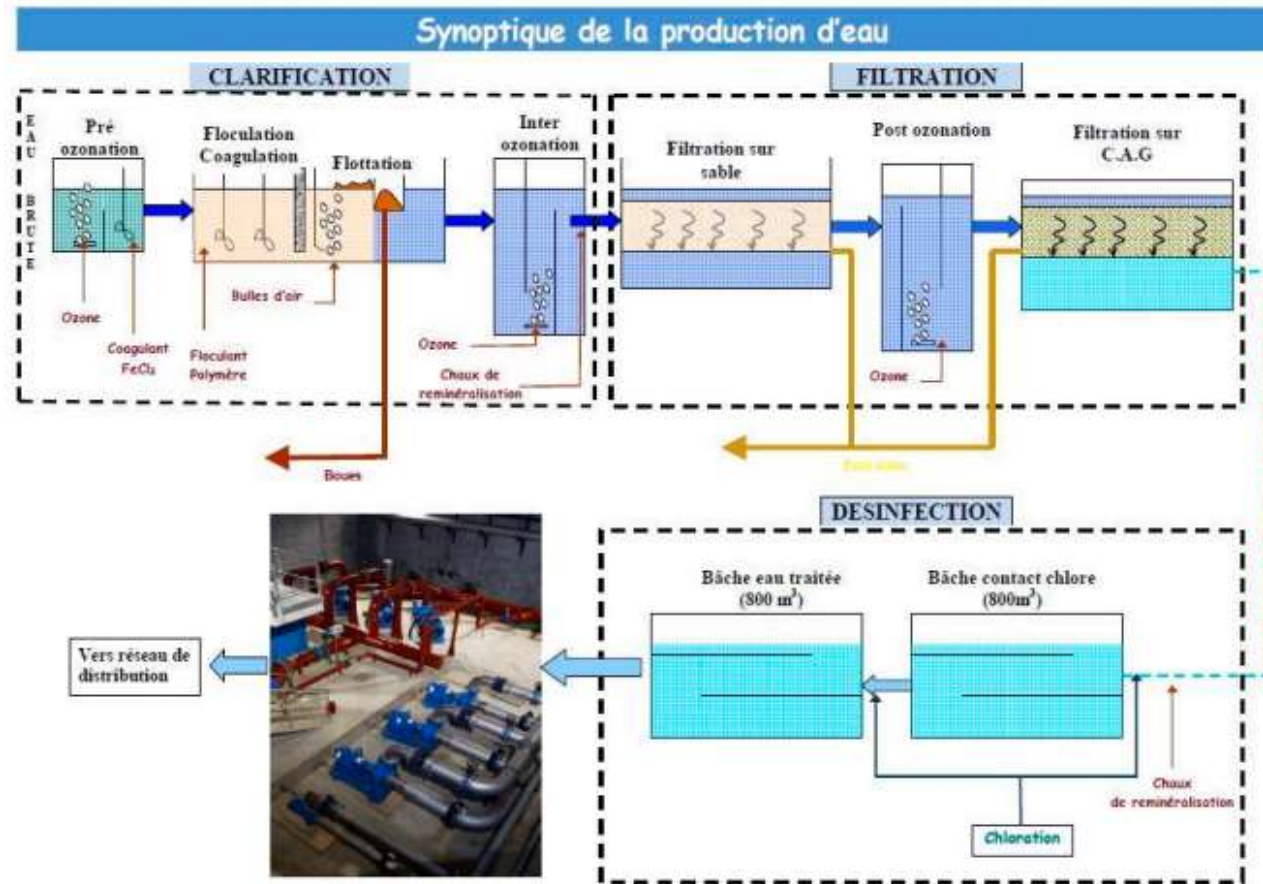 Synoptique de la production d'eau
CLARIFICATION
FILTRATION
EAU
BRUTE
Pré
ozonation
Floculation
Coagulation
Flottation
Inter
ozonation
Filtration sur
sable
Post ozonation
Filtration sur
C.A.G
Bulles d'air
Ozone
Coagulant
FeCl₃
Floculant
Polymère
Ozone
Chaux de
reminéralisation
Ozone
Boues
DESINFECTION
Bâche eau traitée
(800 m³)
Bâche contact chlore
(800m³)
Vers réseau de
distribution
Chaux
de reminéralisation
Chloration